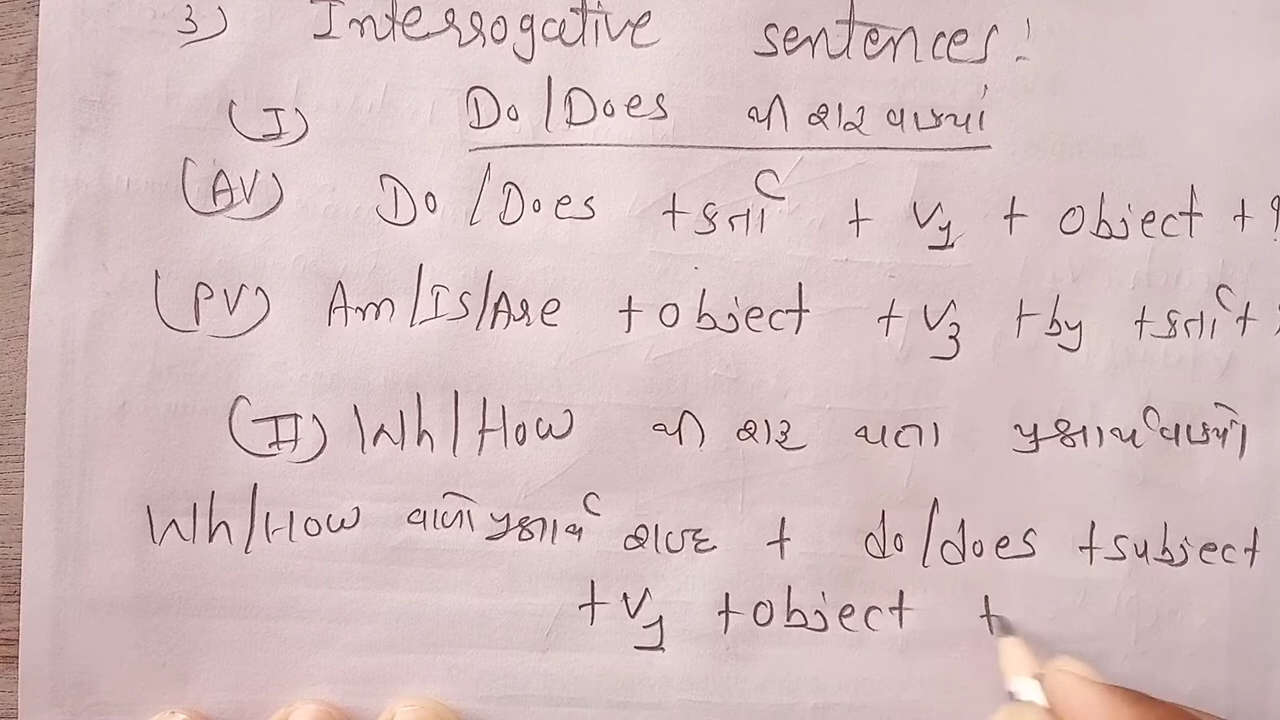 3) Interrogative sentences!
(I) Do/Does થી શરૂ વાક્યાં
(AV) Do/Does + કર્તા + V1 + object + ?
(PV) Am/Is/Are + object + V3 + by + કર્તા +
(II) Wh/How થી શરૂ થતા પ્રશ્નાર્થ વાક્યો
Wh/How વાળો પ્રશ્નાર્થ શબ્દ + do/does + subject
+ V1 + object +